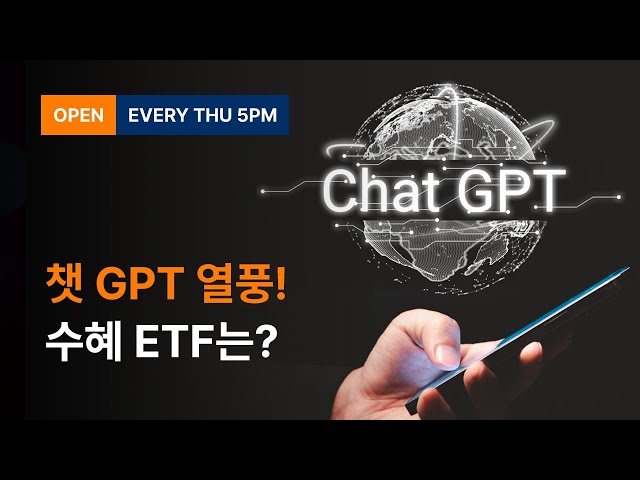 OPEN EVERY THU 5PM
Chat GPT
챗 GPT 열풍!
수혜 ETF는?